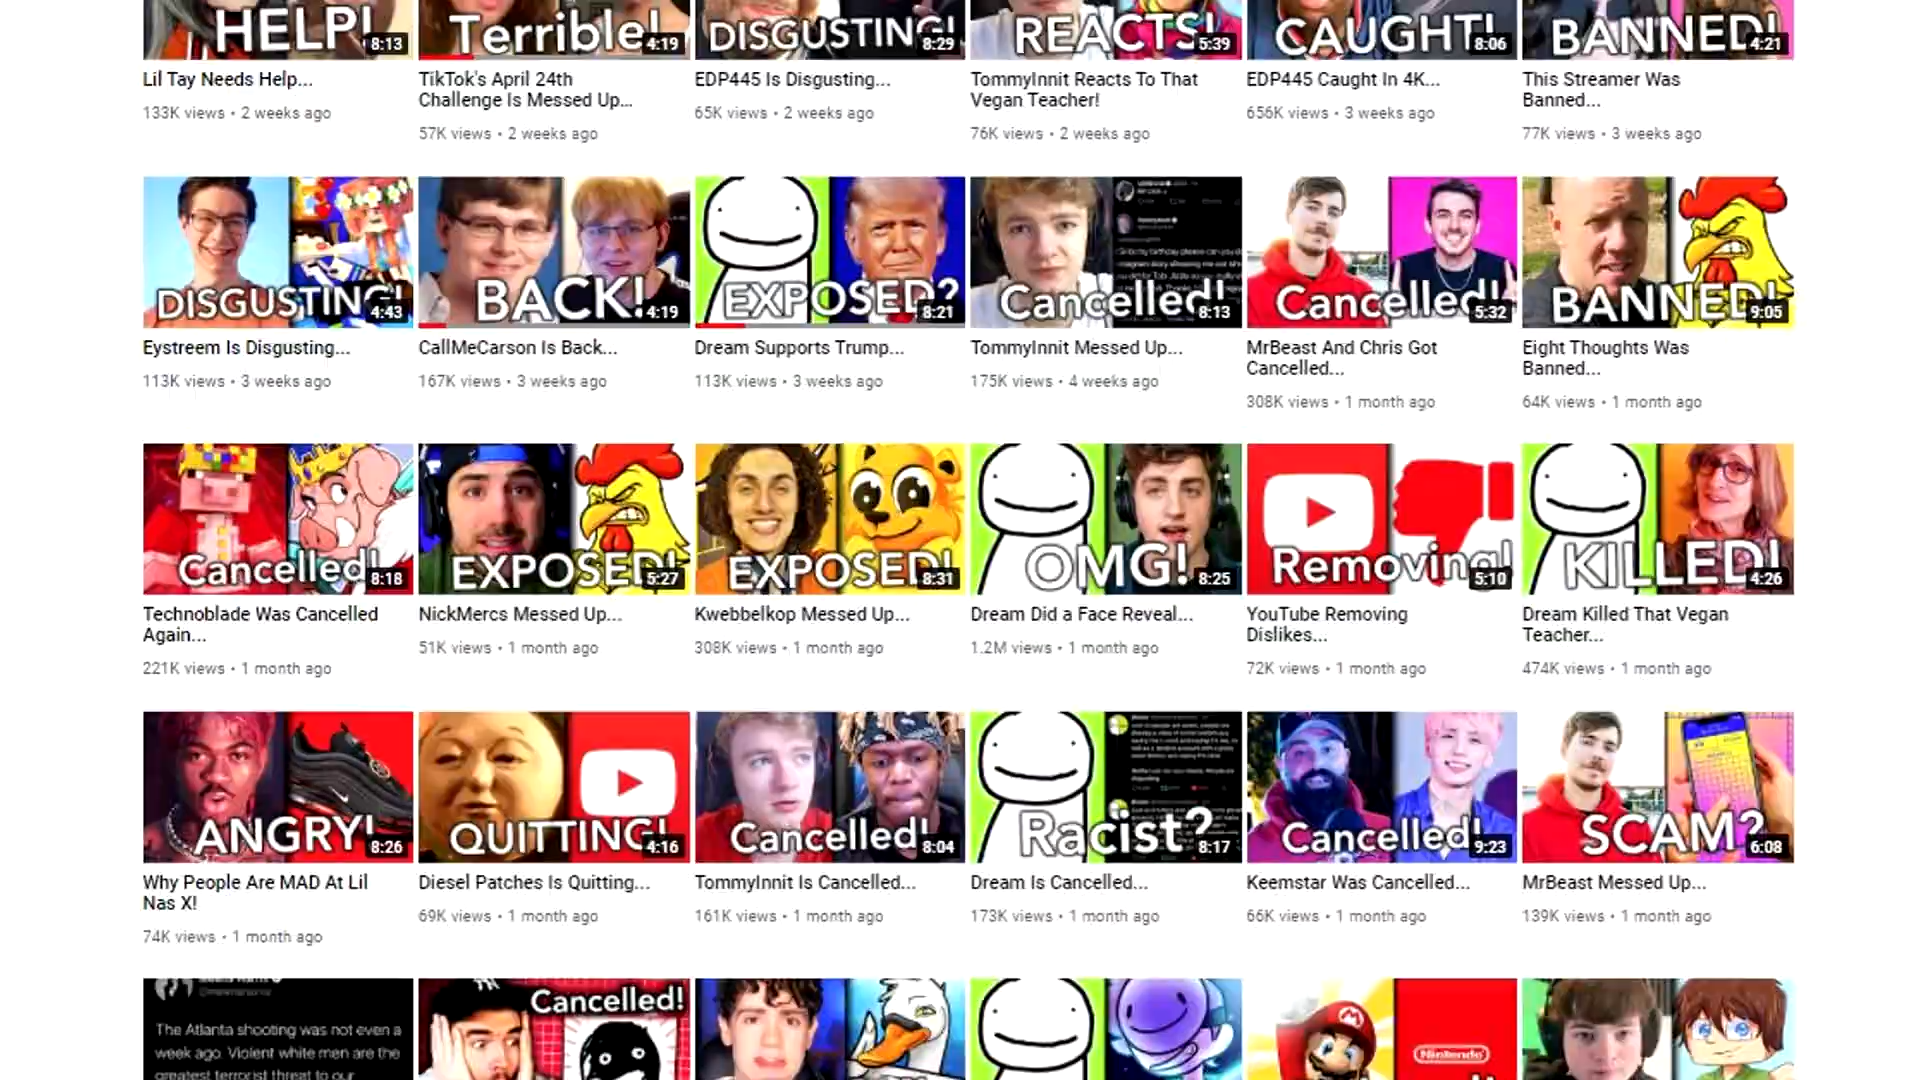 HELP!
8:13
Terrible!
4:19
DISGUSTING!
8:29
REACTS!
5:39
CAUGHT!
8:06
BANNED!
4:21
Lil Tay Needs Help...
133K views • 2 weeks ago
TikTok's April 24th
Challenge Is Messed Up...
57K views • 2 weeks ago
EDP445 Is Disgusting...
65K views • 2 weeks ago
TommyInnit Reacts To That
Vegan Teacher!
76K views • 2 weeks ago
EDP445 Caught In 4K...
656K views • 3 weeks ago
This Streamer Was
Banned...
77K views • 3 weeks ago
DISGUSTING!
4:43
BACK!
4:19
EXPOSED?
8:21
Cancelled!
8:13
Cancelled!
5:32
BANNED!
9:05
Eystreem Is Disgusting...
113K views • 3 weeks ago
CallMeCarson Is Back...
167K views • 3 weeks ago
Dream Supports Trump...
113K views • 3 weeks ago
TommyInnit Messed Up...
175K views • 4 weeks ago
MrBeast And Chris Got
Cancelled...
308K views • 1 month ago
Eight Thoughts Was
Banned...
64K views • 1 month ago
Cancelled!
8:18
EXPOSED!
5:27
EXPOSED!
8:31
OMG!
8:25
Removing!
5:10
KILLED!
4:26
Technoblade Was Cancelled
Again...
221K views • 1 month ago
NickMercs Messed Up...
51K views • 1 month ago
Kwebbelkop Messed Up...
308K views • 1 month ago
Dream Did a Face Reveal...
1.2M views • 1 month ago
YouTube Removing
Dislikes...
72K views • 1 month ago
Dream Killed That Vegan
Teacher...
474K views • 1 month ago
ANGRY!
8:26
QUITTING!
4:16
Cancelled!
8:04
Racist?
8:17
Cancelled!
9:23
SCAM?
6:08
Why People Are MAD At Lil
Nas X!
74K views • 1 month ago
Diesel Patches Is Quitting...
69K views • 1 month ago
TommyInnit Is Cancelled...
161K views • 1 month ago
Dream Is Cancelled...
173K views • 1 month ago
Keemstar Was Cancelled...
66K views • 1 month ago
MrBeast Messed Up...
139K views • 1 month ago
The Atlanta shooting was not even a
week ago. Violent white men are the
greatest terrorist threat to our
Cancelled!
M
Nintendo